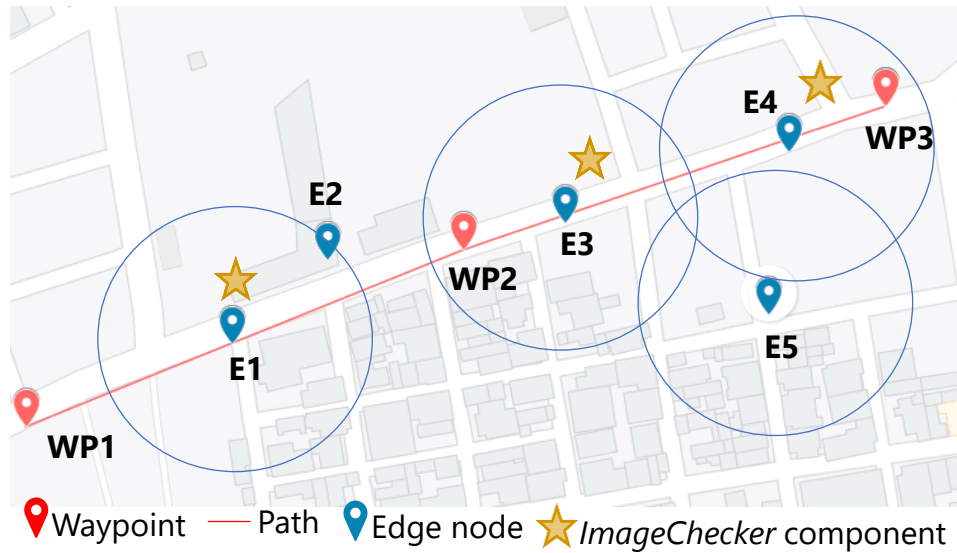 E4
WP3
E2
E3
WP2
E5
E1
WP1
Waypoint Path Edge node ImageChecker component